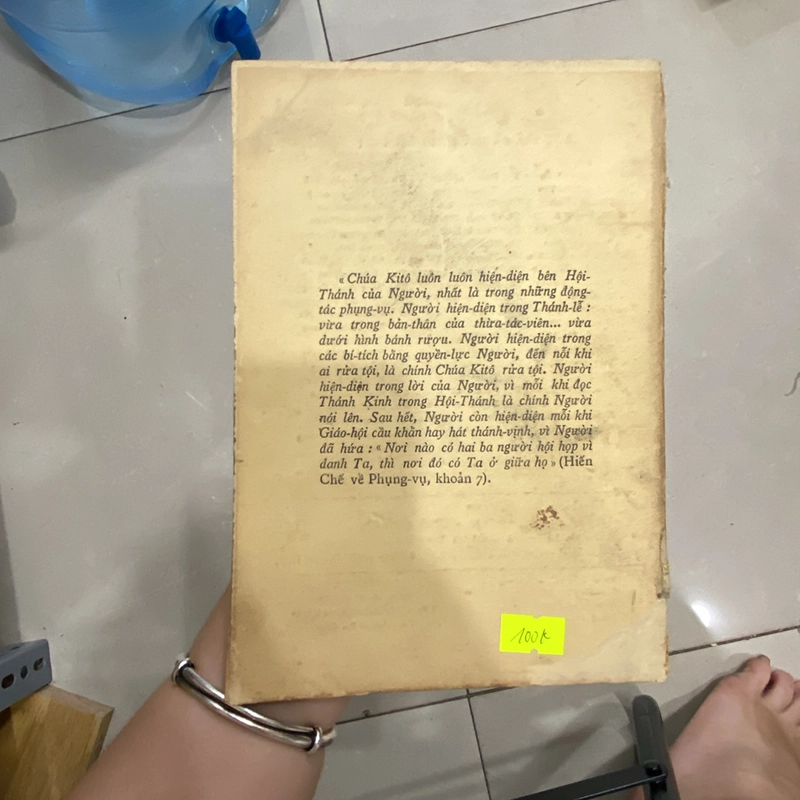 «Chúa Kitô luôn luôn hiện-diện bên Hội-
Thánh của Người, nhất là trong những động-
tác phụng-vụ. Người hiện-diện trong Thánh-lễ :
vừa trong bản-thân của thừa-tác-viên... vừa
dưới hình bánh rượu. Người hiện-diện trong
các bí-tích bằng quyền-lực Người, đến nỗi khi
ai rửa tội, là chính Chúa Kitô rửa tội. Người
hiện-diện trong lời của Người, vì mỗi khi đọc
Thánh Kinh trong Hội-Thánh là chính Người
nói lên. Sau hết, Người còn hiện-diện mỗi khi
Giáo-hội cầu khẩn hay hát thánh-vịnh, vì Người
đã hứa : «Nơi nào có hai ba người hội họp vì
danh Ta, thì nơi đó có Ta ở giữa họ» (Hiến
Chế về Phụng-vụ, khoản 7).
100k